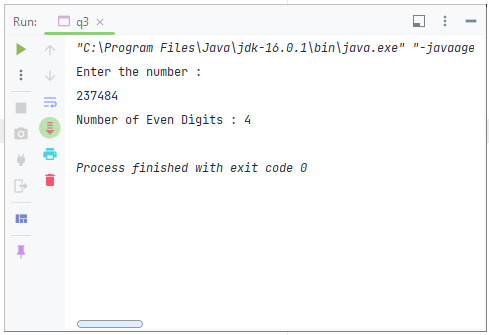 Run: q3
"C:\Program Files\Java\jdk-16.0.1\bin\java.exe" "-javaage
Enter the number :
237484
Number of Even Digits : 4
Process finished with exit code 0